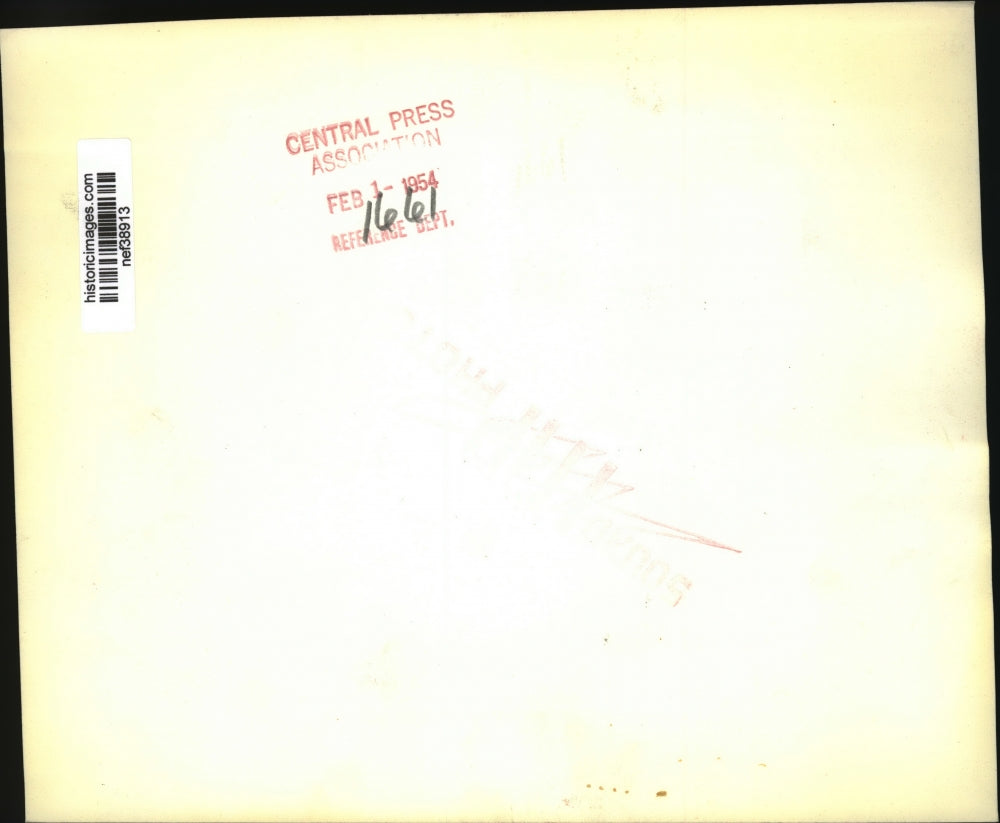 CENTRAL PRESS
ASSOCIATION
FEB 1 - 1954
1661
REFERENCE DEPT.
historicimages.com
nef38913